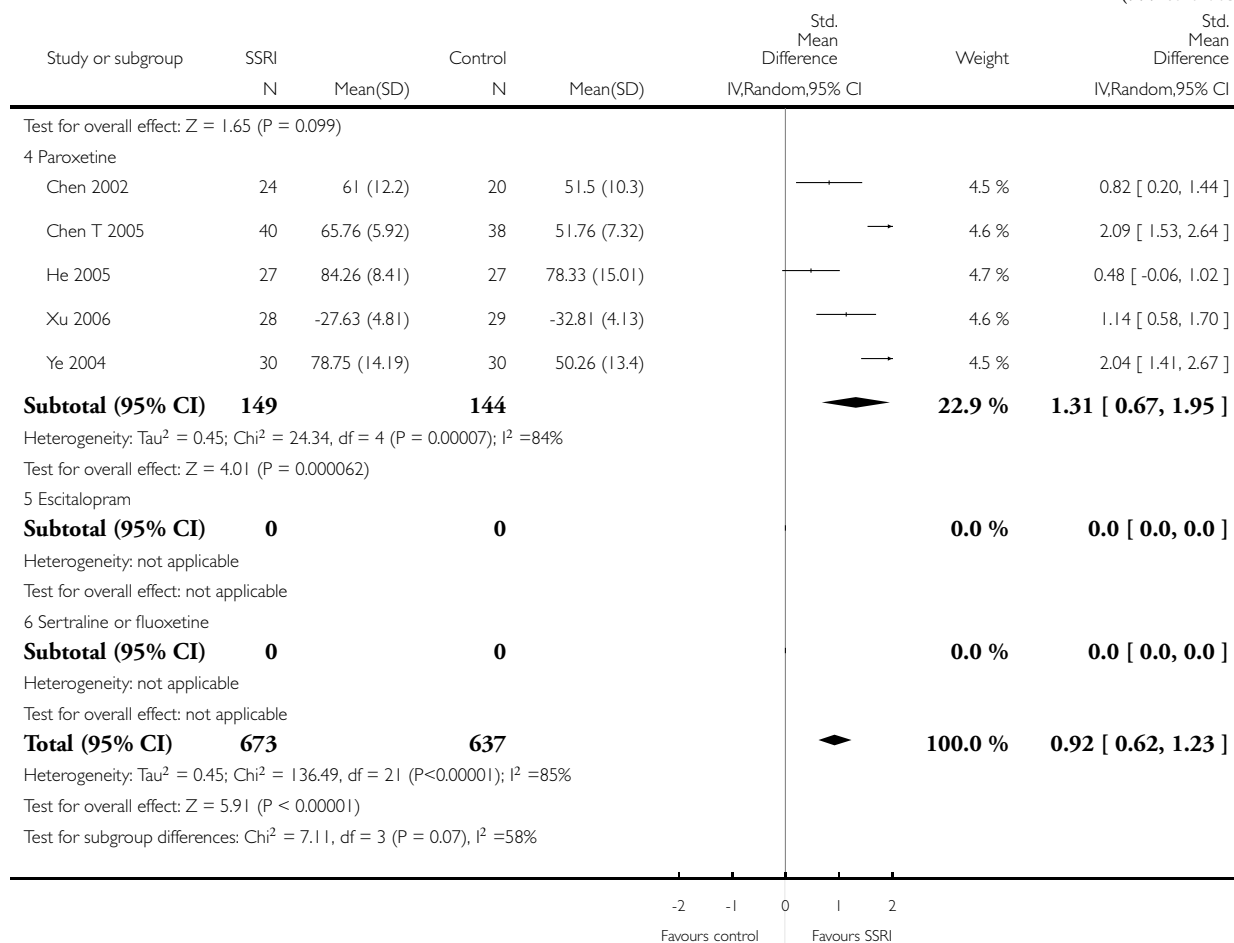 Std.
Mean
Difference
Std.
Mean
Difference
Study or subgroup SSRI Control Weight
N Mean(SD) N Mean(SD) IV,Random,95% CI IV,Random,95% CI
Test for overall effect: Z = 1.65 (P = 0.099)
4 Paroxetine
Chen 2002 24 61 (12.2) 20 51.5 (10.3) 4.5 % 0.82 [ 0.20, 1.44 ]
Chen T 2005 40 65.76 (5.92) 38 51.76 (7.32) 4.6 % 2.09 [ 1.53, 2.64 ]
He 2005 27 84.26 (8.41) 27 78.33 (15.01) 4.7 % 0.48 [ -0.06, 1.02 ]
Xu 2006 28 -27.63 (4.81) 29 -32.81 (4.13) 4.6 % 1.14 [ 0.58, 1.70 ]
Ye 2004 30 78.75 (14.19) 30 50.26 (13.4) 4.5 % 2.04 [ 1.41, 2.67 ]
Subtotal (95% CI) 149 144 22.9 % 1.31 [ 0.67, 1.95 ]
Heterogeneity: Tau² = 0.45; Chi² = 24.34, df = 4 (P = 0.00007); I² =84%
Test for overall effect: Z = 4.01 (P = 0.000062)
5 Escitalopram
Subtotal (95% CI) 0 0 0.0 % 0.0 [ 0.0, 0.0 ]
Heterogeneity: not applicable
Test for overall effect: not applicable
6 Sertraline or fluoxetine
Subtotal (95% CI) 0 0 0.0 % 0.0 [ 0.0, 0.0 ]
Heterogeneity: not applicable
Test for overall effect: not applicable
Total (95% CI) 673 637 100.0 % 0.92 [ 0.62, 1.23 ]
Heterogeneity: Tau² = 0.45; Chi² = 136.49, df = 21 (P<0.00001); I² =85%
Test for overall effect: Z = 5.91 (P < 0.00001)
Test for subgroup differences: Chi² = 7.11, df = 3 (P = 0.07), I² =58%
-2 -1 0 1 2
Favours control Favours SSRI